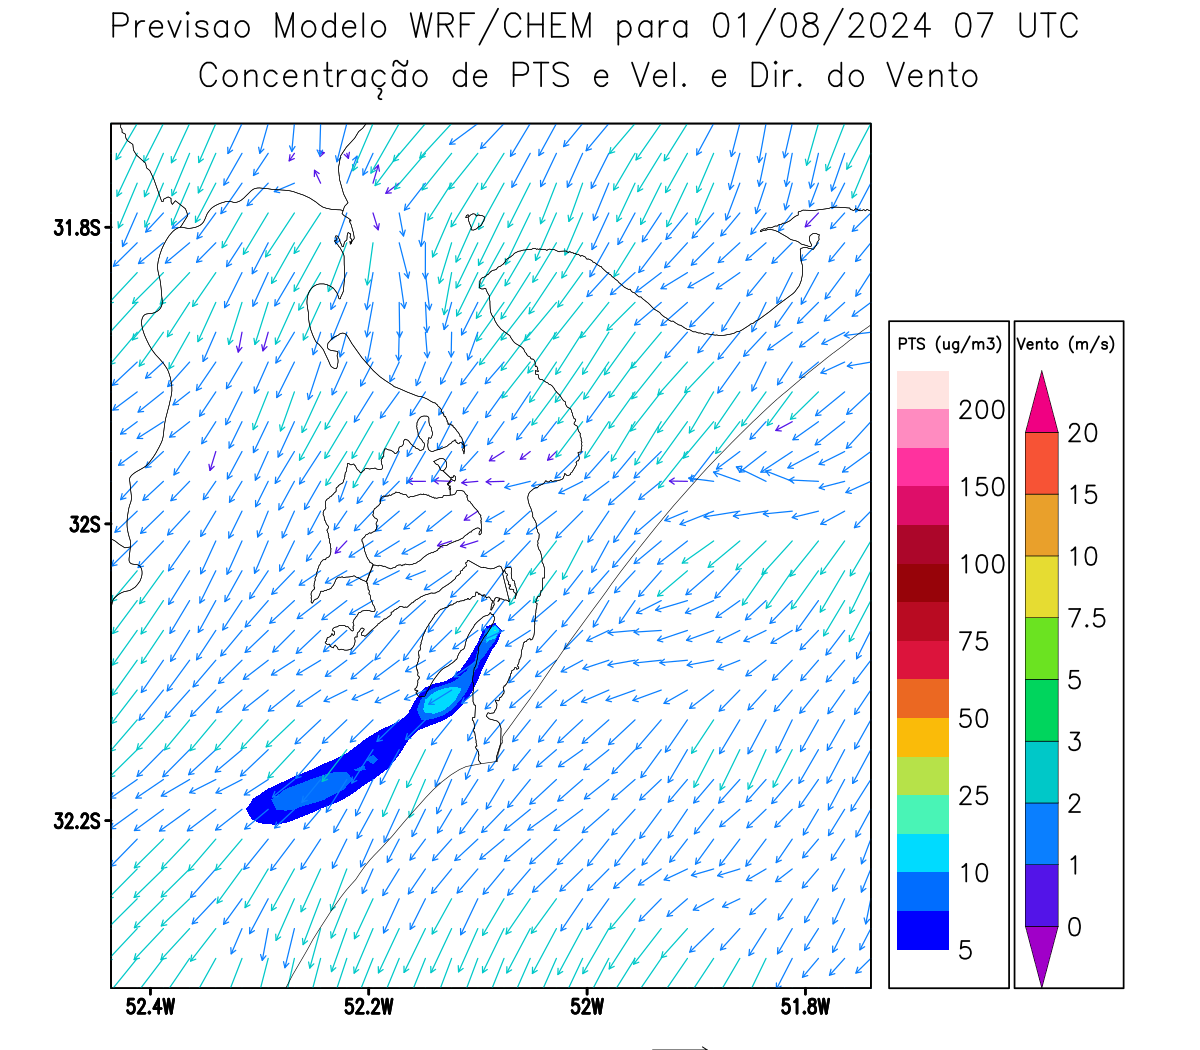 Previsao Modelo WRF/CHEM para 01/08/2024 07 UTC
Concentração de PTS e Vel. e Dir. do Vento
31.8S
32S
32.2S
52.4W
52.2W
52W
51.8W
PTS (ug/m3)
200
150
100
75
50
25
10
5
Vento (m/s)
20
15
10
7.5
5
3
2
1
0